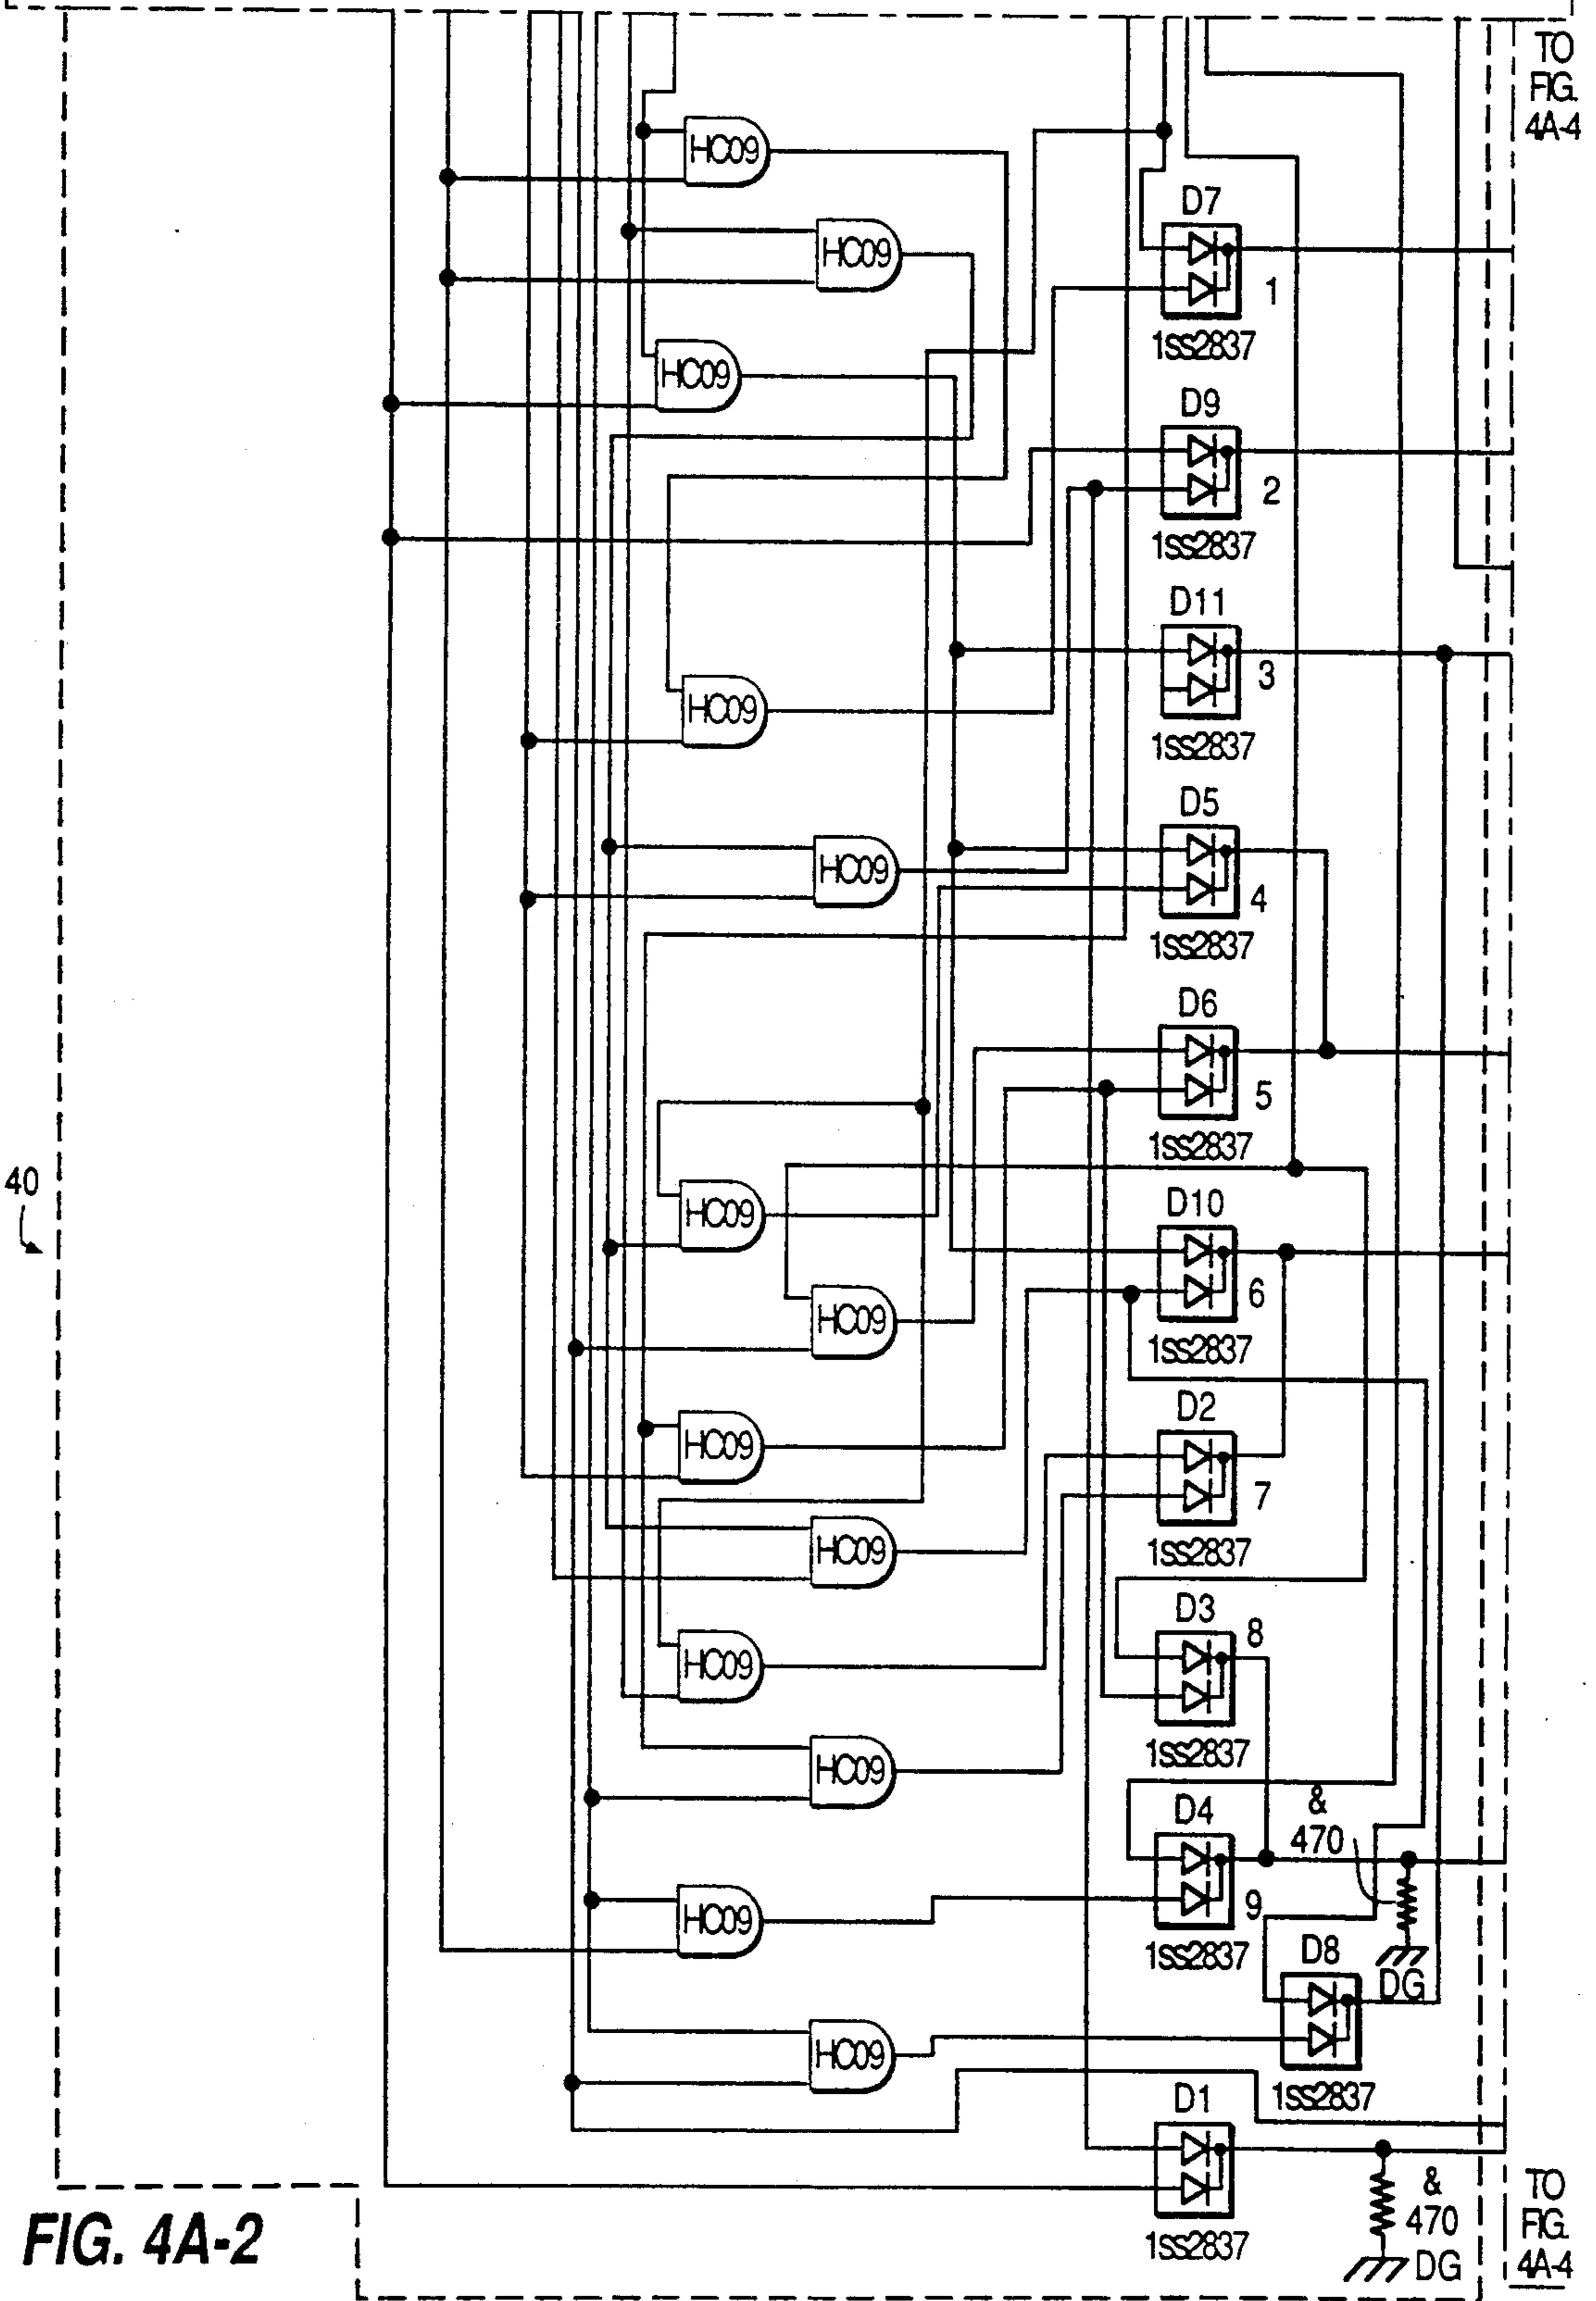 TO
FIG.
4A-4
HC09
D7
HC09
1
1SS2837
HC09
D9
2
1SS2837
D11
3
HC09
1SS2837
D5
HC09
4
1SS2837
D6
5
1SS2837
40
D10
HC09
6
HC09
1SS2837
D2
HC09
7
HC09
1SS2837
D3
8
HC09
1SS2837
HC09
&
D4
470
9
HC09
1SS2837
D8
DG
HC09
1SS2837
D1
&
470
DG
1SS2837
TO
FIG.
4A-4
FIG. 4A-2